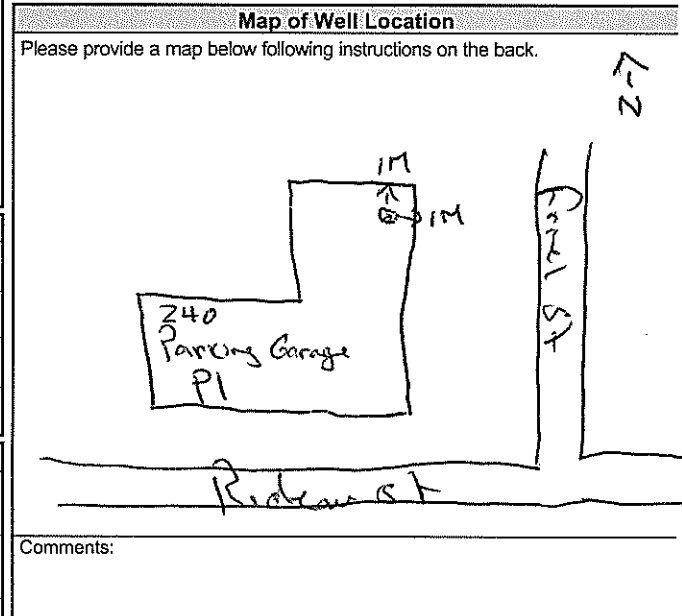 Map of Well Location
Please provide a map below following instructions on the back.
N
1M
1M
240
Parking Garage
P1
St
Rideau St
Comments: